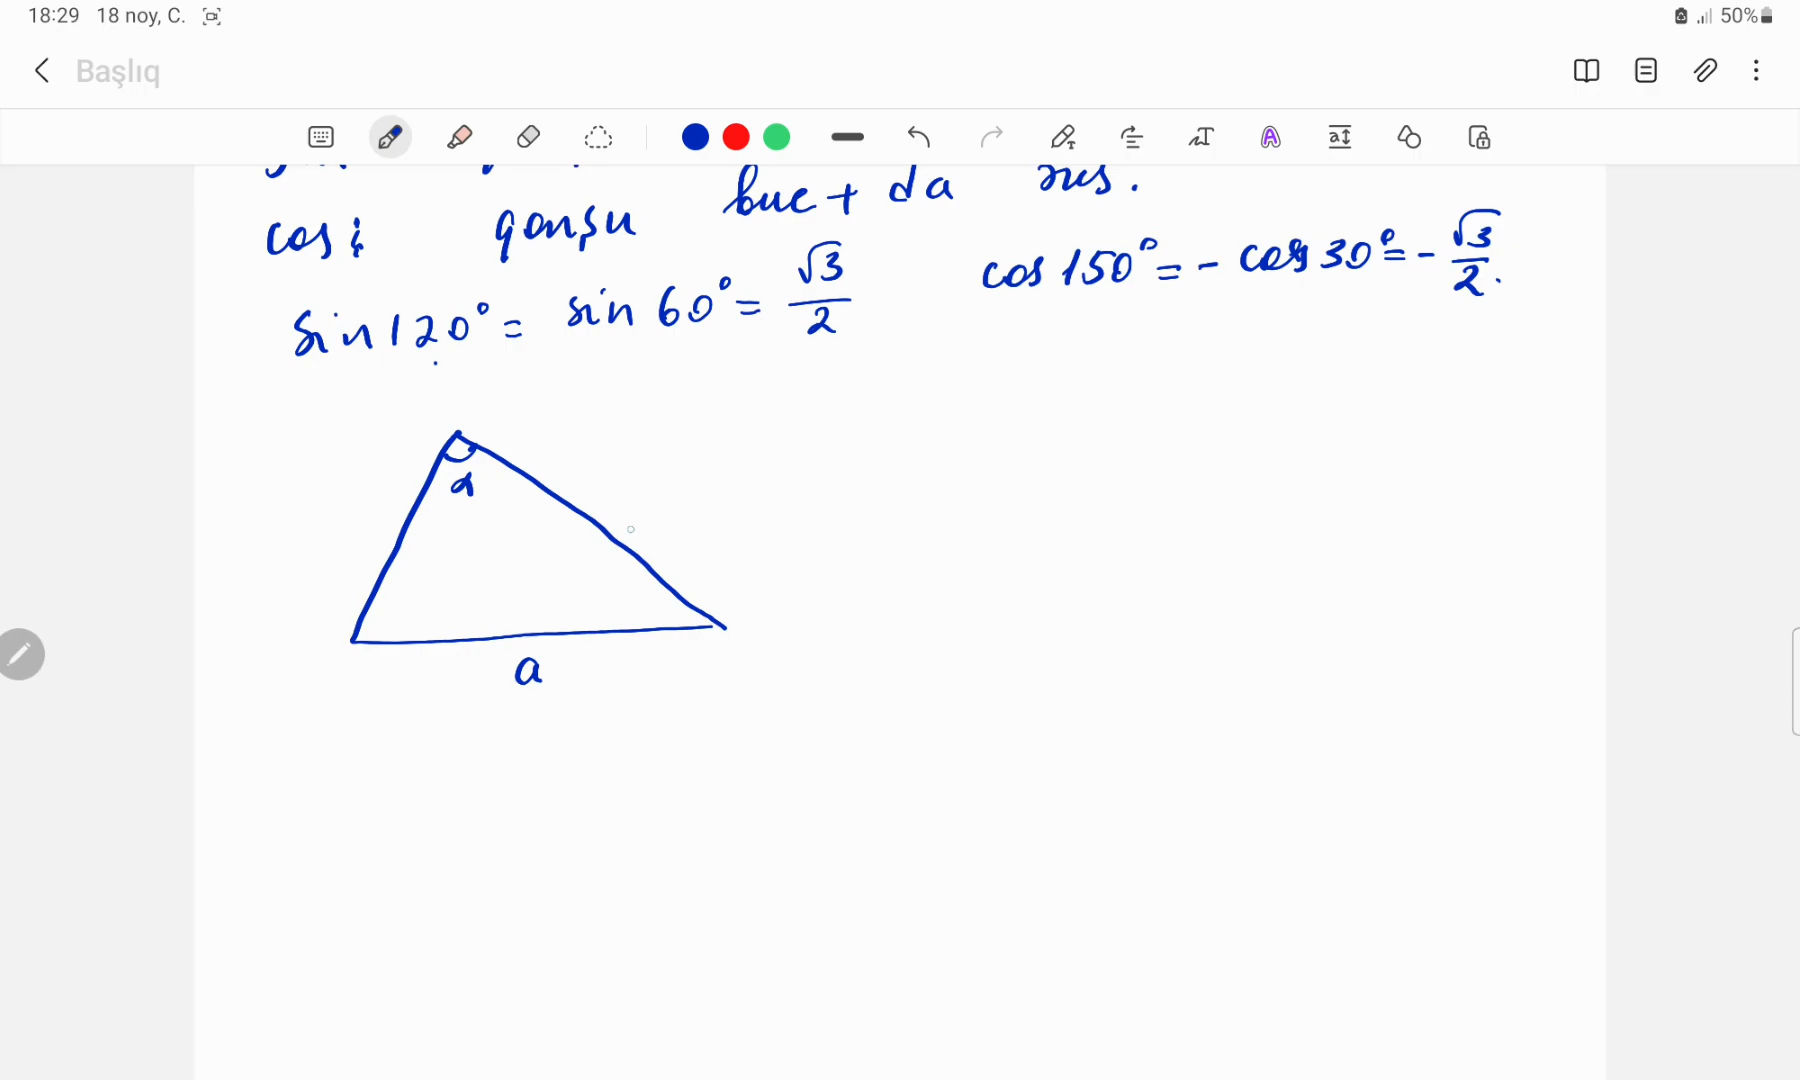 18:29 18 noy, C. 50%
Başlıq
buc + da
cos i qonşu
sin 120° = sin 60° = √3/2
cos 150° = - cos 30° = - √3/2.
α
a